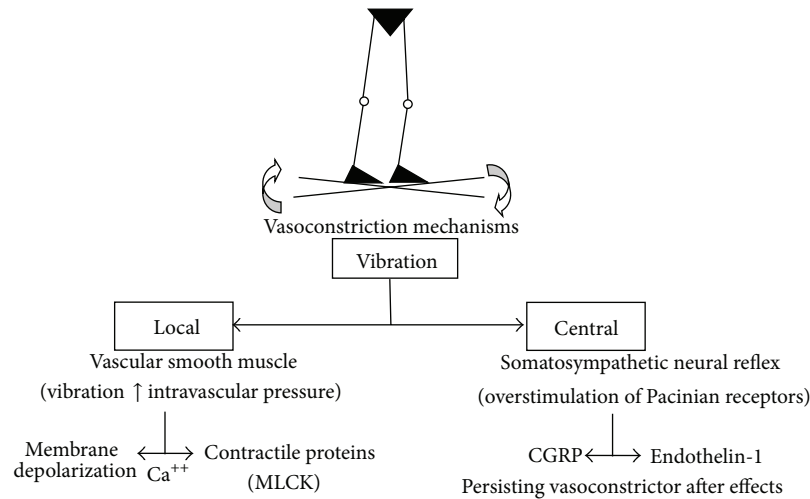 Vasoconstriction mechanisms
Vibration
Local
Central
Vascular smooth muscle
(vibration ↑ intravascular pressure)
Somatosympathetic neural reflex
(overstimulation of Pacinian receptors)
Membrane
depolarization
Ca⁺⁺
Contractile proteins
(MLCK)
CGRP
Endothelin-1
Persisting vasoconstrictor after effects